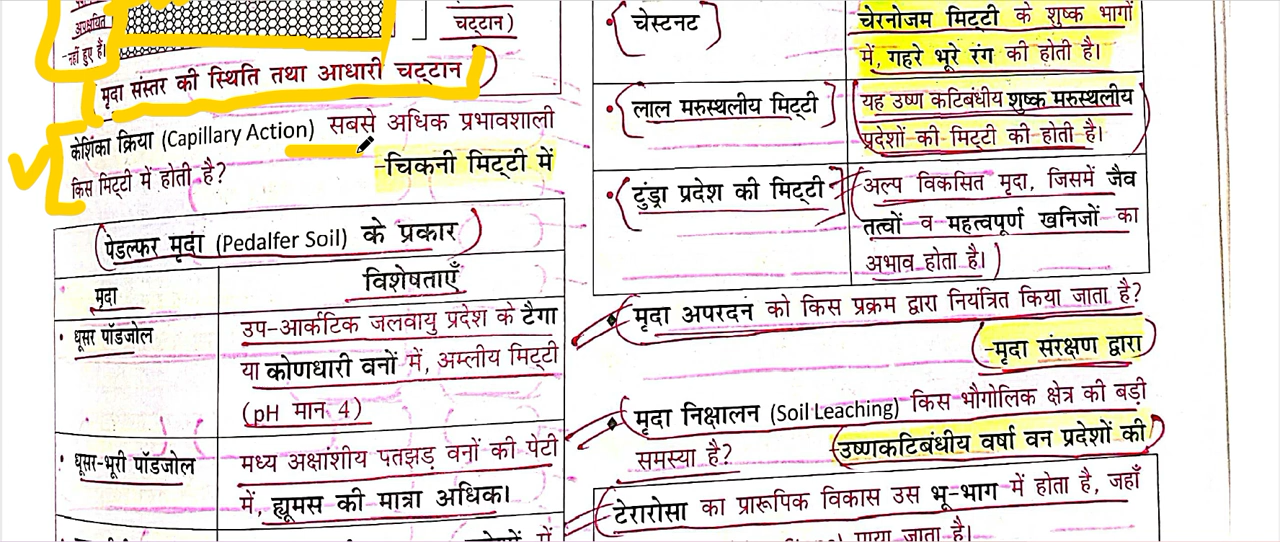 अपक्षयित
नहीं हुए हैं।
चट्टान)
मृदा संस्तर की स्थिति तथा आधारी चट्टान
केशिका क्रिया (Capillary Action) सबसे अधिक प्रभावशाली
किस मिट्टी में होती है?
-चिकनी मिट्टी में
पेडल्फर मृदा (Pedalfer Soil) के प्रकार
मृदा विशेषताएँ
• धूसर पॉडजोल उप-आर्कटिक जलवायु प्रदेश के टैगा
या कोणधारी वनों में, अम्लीय मिट्टी
(pH मान 4)
• धूसर-भूरी पॉडजोल मध्य अक्षांशीय पतझड़ वनों की पेटी
में, ह्यूमस की मात्रा अधिक।
में
• चेस्टनट चेरनोजम मिट्टी के शुष्क भागों
में, गहरे भूरे रंग की होती है।
• लाल मरुस्थलीय मिट्टी यह उष्ण कटिबंधीय शुष्क मरुस्थलीय
प्रदेशों की मिट्टी की होती है।
• टुंड्रा प्रदेश की मिट्टी अल्प विकसित मृदा, जिसमें जैव
तत्वों व महत्वपूर्ण खनिजों का
अभाव होता है।
मृदा अपरदन को किस प्रक्रम द्वारा नियंत्रित किया जाता है?
-मृदा संरक्षण द्वारा
मृदा निक्षालन (Soil Leaching) किस भौगोलिक क्षेत्र की बड़ी
समस्या है?
उष्णकटिबंधीय वर्षा वन प्रदेशों की
टेरारोसा का प्रारूपिक विकास उस भू-भाग में होता है, जहाँ
पाया जाता है।